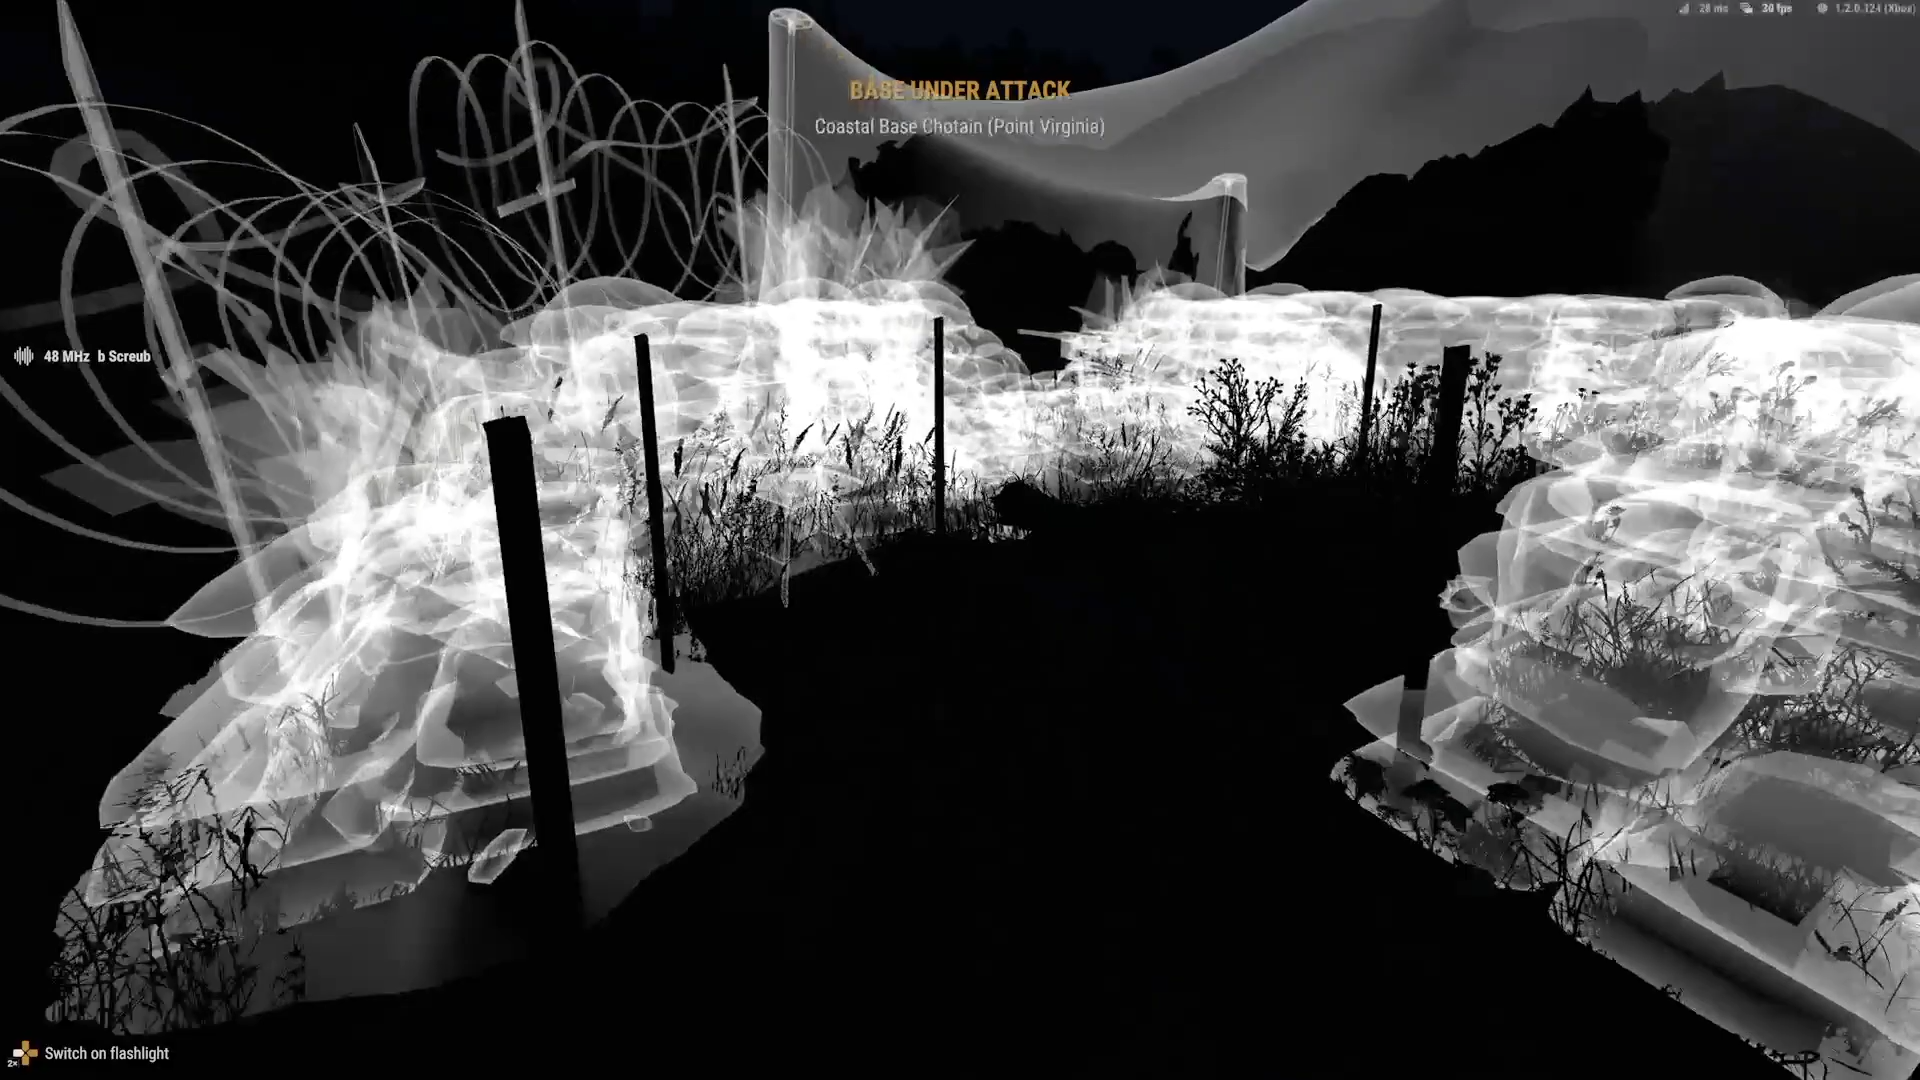 28 ms 30 fps 1.2.0.124 (Xbox)
BASE UNDER ATTACK
Coastal Base Chotain (Point Virginia)
48 MHz b Screub
2x Switch on flashlight